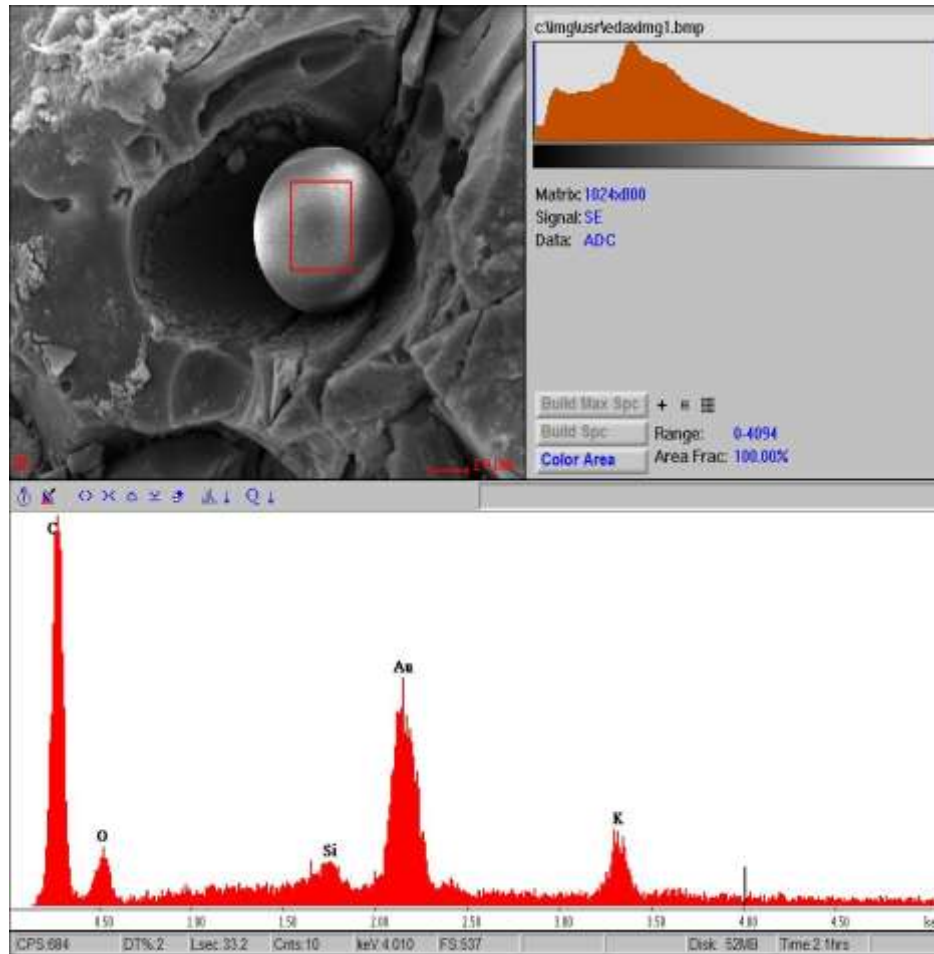 c:\img\usr\edaximg1.bmp
Matrix: 1024x800
Signal: SE
Data: ADC
Build Max Spc
Build Spc
Color Area
Range: 0-4094
Area Frac: 100.00%
C
O
Si
Au
K
0.50 1.00 1.50 2.00 2.50 3.00 3.50 4.00 4.50
CPS:684 DT%:2 Lsec:33.2 Cnts:10 keV:4.010 FS:537 Disk: 52MB Time:2.1hrs